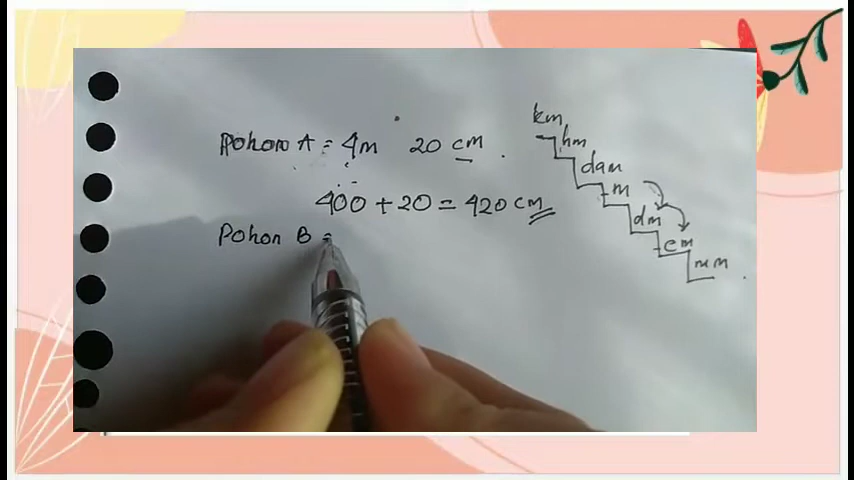 Pohon A = 4m 20 cm.
400 + 20 = 420 cm
Pohon B =
km
hm
dam
m
dm
cm
mm